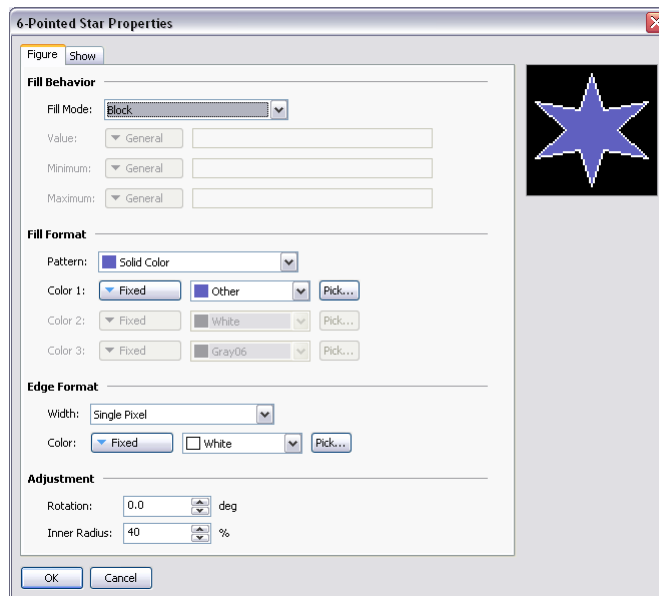 6-Pointed Star Properties
Figure Show
Fill Behavior
Fill Mode: Block
Value: General
Minimum: General
Maximum: General
Fill Format
Pattern: Solid Color
Color 1: Fixed Other Pick...
Color 2: Fixed White Pick...
Color 3: Fixed Gray06 Pick...
Edge Format
Width: Single Pixel
Color: Fixed White Pick...
Adjustment
Rotation: 0.0 deg
Inner Radius: 40 %
OK Cancel